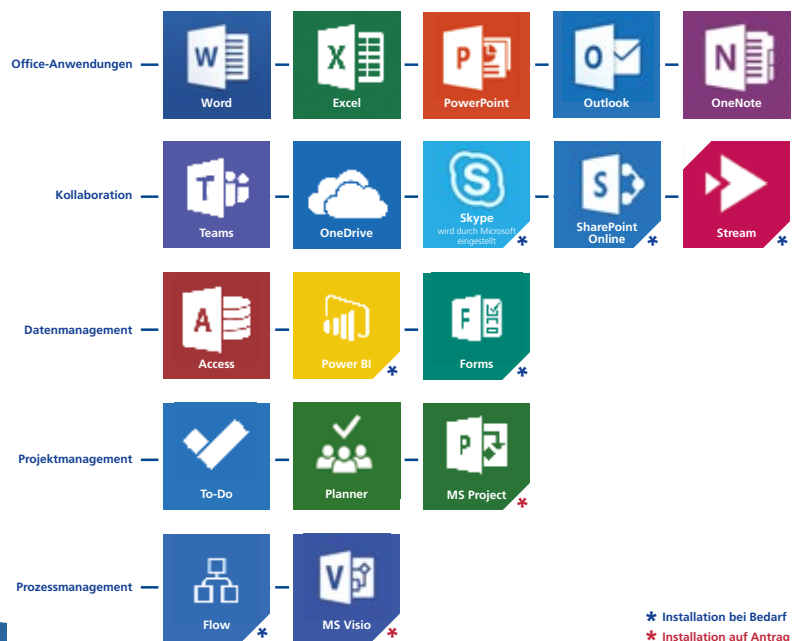 Office-Anwendungen
Word
Excel
PowerPoint
Outlook
OneNote
Kollaboration
Teams
OneDrive
Skype
wird durch Microsoft
eingestellt *
SharePoint
Online *
Stream *
Datenmanagement
Access
Power BI *
Forms *
Projektmanagement
To-Do
Planner
MS Project *
Prozessmanagement
Flow *
MS Visio *
* Installation bei Bedarf
* Installation auf Antrag